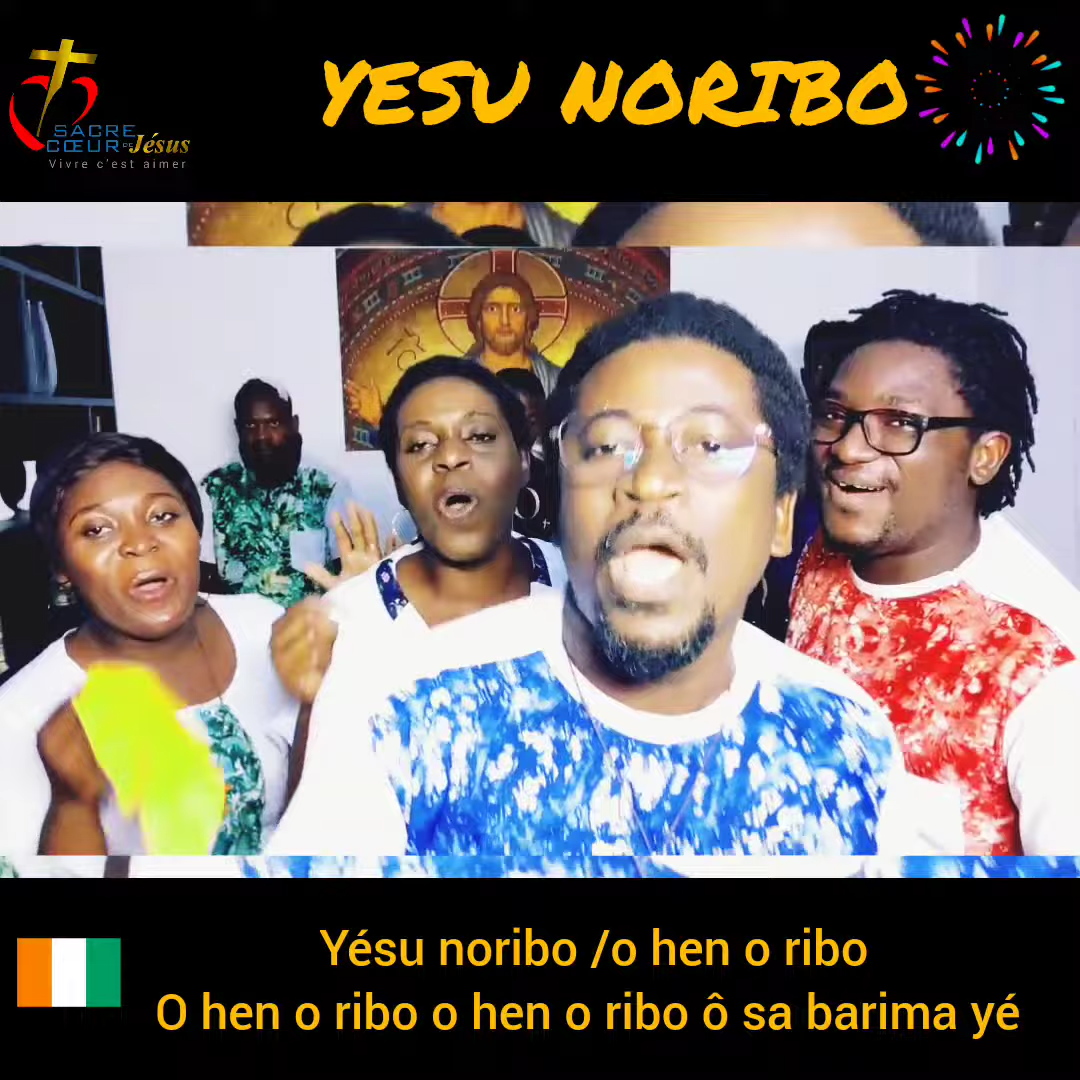 YESU NORIBO
SACRE
CŒUR DE Jésus
Vivre c'est aimer
Yésu noribo /o hen o ribo
O hen o ribo o hen o ribo ô sa barima yé